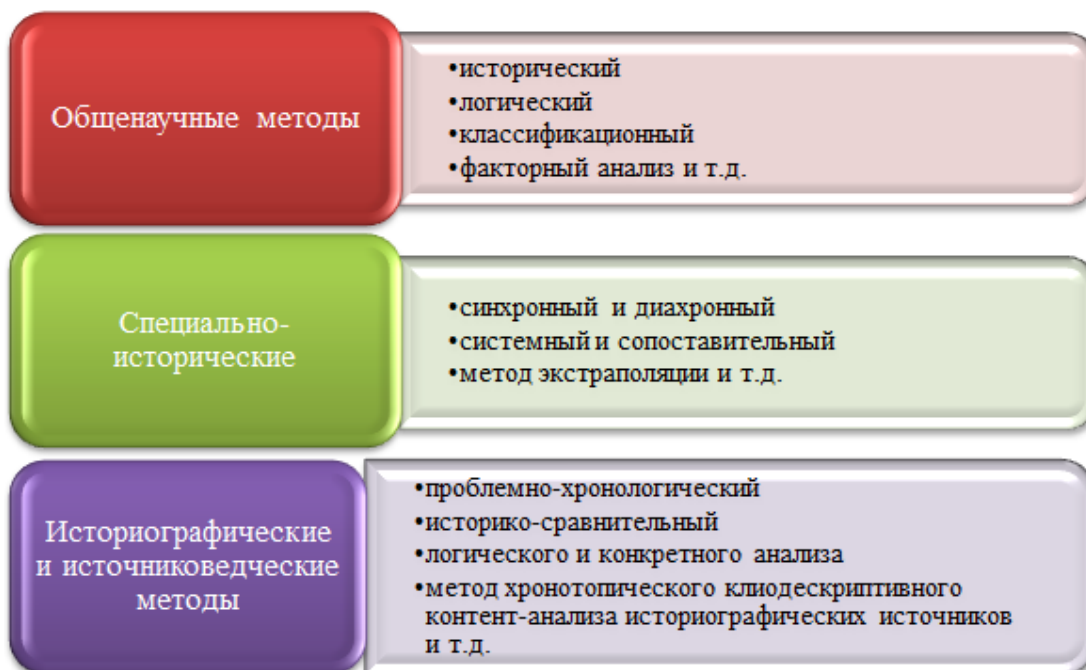 Общенаучные методы
•исторический
•логический
•классификационный
•факторный анализ и т.д.
Специально-
исторические
•синхронный и диахронный
•системный и сопоставительный
•метод экстраполяции и т.д.
Историографические
и источниковедческие
методы
•проблемно-хронологический
•историко-сравнительный
•логического и конкретного анализа
•метод хронотопического клиодескриптивного
контент-анализа историографических источников
и т.д.